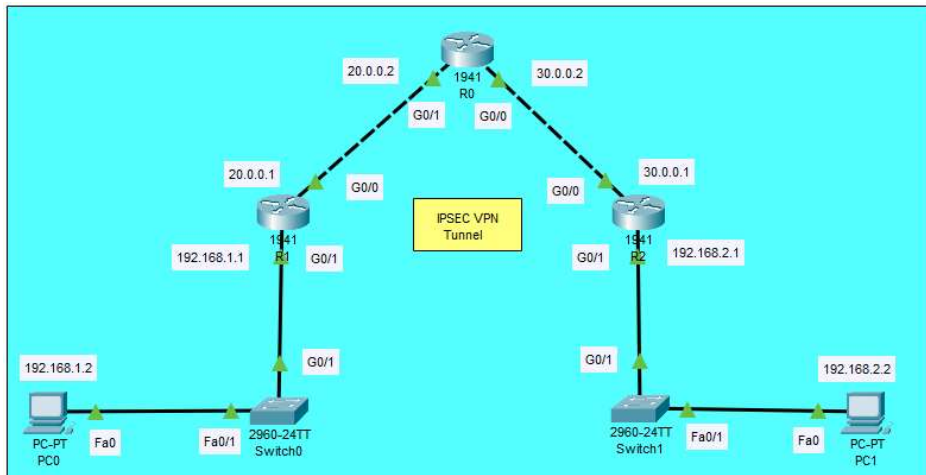 20.0.0.2
30.0.0.2
1941
R0
G0/1
G0/0
20.0.0.1
30.0.0.1
G0/0
G0/0
IPSEC VPN
Tunnel
1941
R1
1941
R2
192.168.1.1
G0/1
G0/1
192.168.2.1
G0/1
G0/1
192.168.1.2
192.168.2.2
PC-PT
PC0
Fa0
Fa0/1
2960-24TT
Switch0
2960-24TT
Switch1
Fa0/1
Fa0
PC-PT
PC1